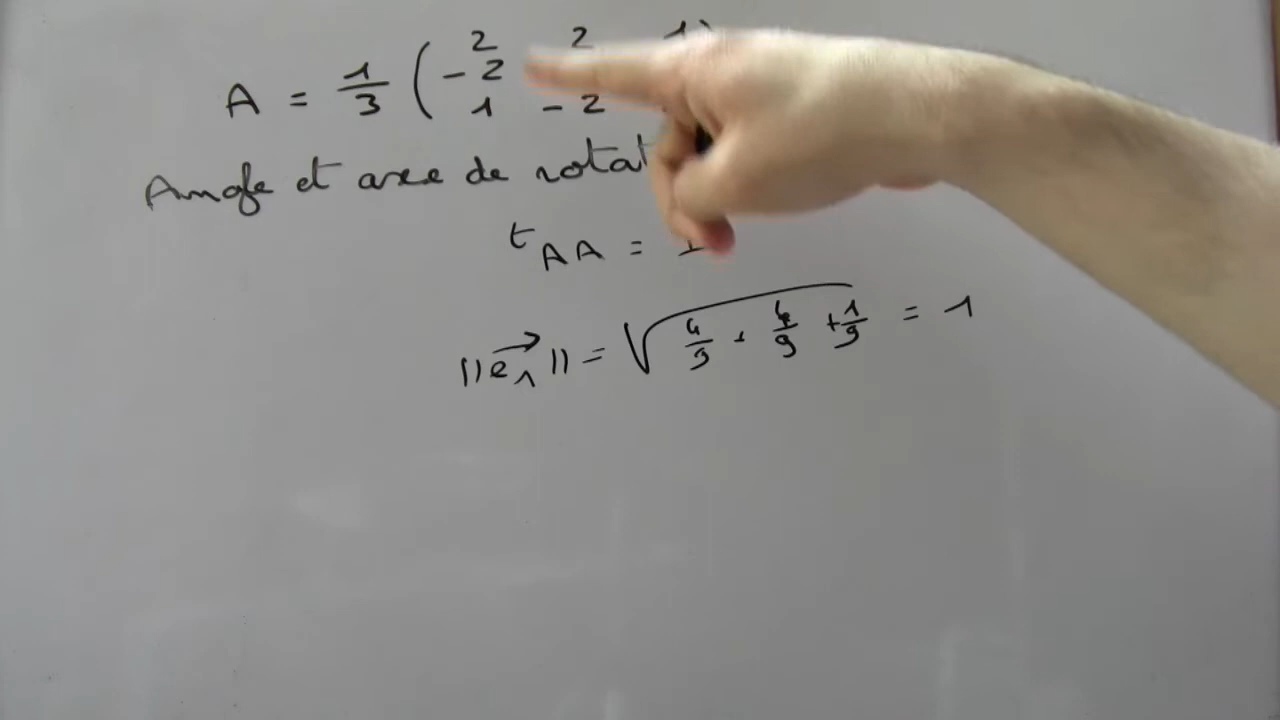 A = 1/3 ( 2 2 1 )
-2
1 -2
Angle et axe de rotat
ᵗAA = I
||e₁|| = √(4/9 + 4/9 + 1/9) = 1